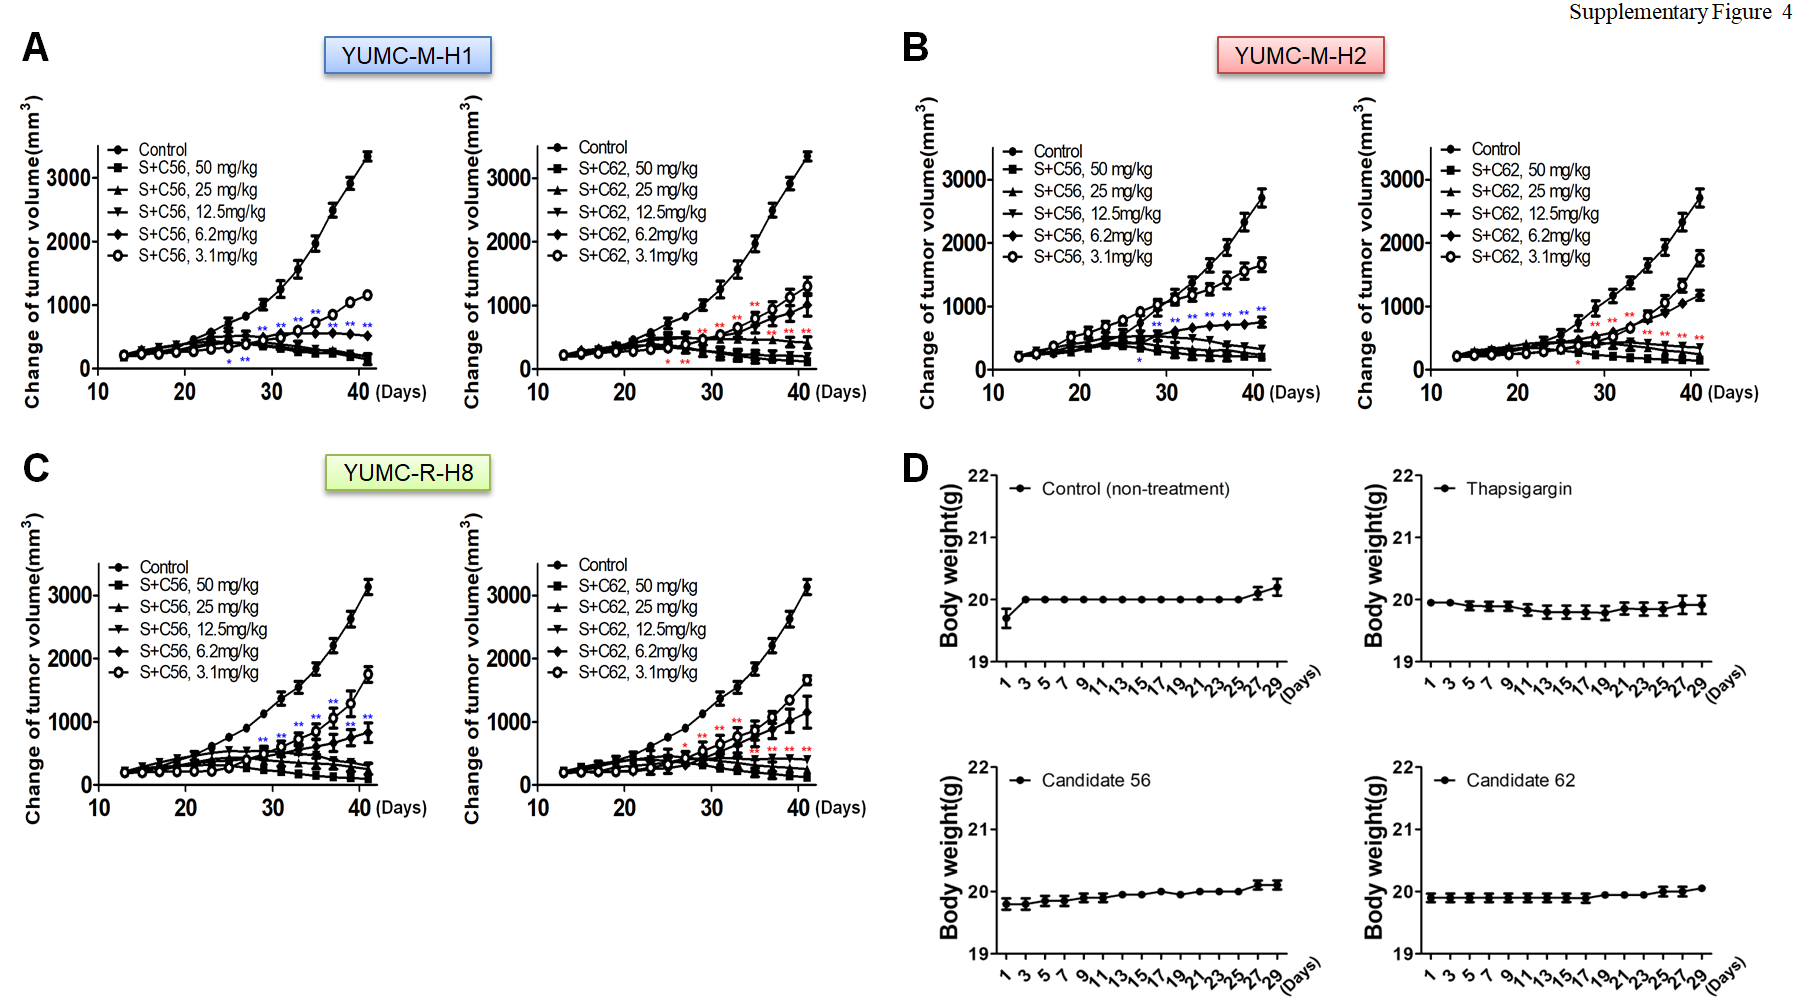 Supplementary Figure 4
A
YUMC-M-H1
Change of tumor volume(mm3)
3000
2000
1000
0
10 20 30 40 (Days)
Control
S+C56, 50 mg/kg
S+C56, 25 mg/kg
S+C56, 12.5mg/kg
S+C56, 6.2mg/kg
S+C56, 3.1mg/kg
** ** ** ** ** ** **
* **
Change of tumor volume(mm3)
3000
2000
1000
0
10 20 30 40 (Days)
Control
S+C62, 50 mg/kg
S+C62, 25 mg/kg
S+C62, 12.5mg/kg
S+C62, 6.2mg/kg
S+C62, 3.1mg/kg
** ** ** ** ** ** **
* **
B
YUMC-M-H2
Change of tumor volume(mm3)
3000
2000
1000
0
10 20 30 40 (Days)
Control
S+C56, 50 mg/kg
S+C56, 25 mg/kg
S+C56, 12.5mg/kg
S+C56, 6.2mg/kg
S+C56, 3.1mg/kg
** ** ** ** ** ** **
*
Change of tumor volume(mm3)
3000
2000
1000
0
10 20 30 40 (Days)
Control
S+C62, 50 mg/kg
S+C62, 25 mg/kg
S+C62, 12.5mg/kg
S+C62, 6.2mg/kg
S+C62, 3.1mg/kg
** ** ** ** ** ** **
*
C
YUMC-R-H8
Change of tumor volume(mm3)
3000
2000
1000
0
10 20 30 40 (Days)
Control
S+C56, 50 mg/kg
S+C56, 25 mg/kg
S+C56, 12.5mg/kg
S+C56, 6.2mg/kg
S+C56, 3.1mg/kg
** ** ** ** ** ** **
Change of tumor volume(mm3)
3000
2000
1000
0
10 20 30 40 (Days)
Control
S+C62, 50 mg/kg
S+C62, 25 mg/kg
S+C62, 12.5mg/kg
S+C62, 6.2mg/kg
S+C62, 3.1mg/kg
* ** ** ** ** ** ** **
D
Body weight(g)
22
21
20
19
Control (non-treatment)
1 3 5 7 9 11 13 15 17 19 21 23 25 27 29 (Days)
Body weight(g)
22
21
20
19
Thapsigargin
1 3 5 7 9 11 13 15 17 19 21 23 25 27 29 (Days)
Body weight(g)
22
21
20
19
Candidate 56
1 3 5 7 9 11 13 15 17 19 21 23 25 27 29 (Days)
Body weight(g)
22
21
20
19
Candidate 62
1 3 5 7 9 11 13 15 17 19 21 23 25 27 29 (Days)